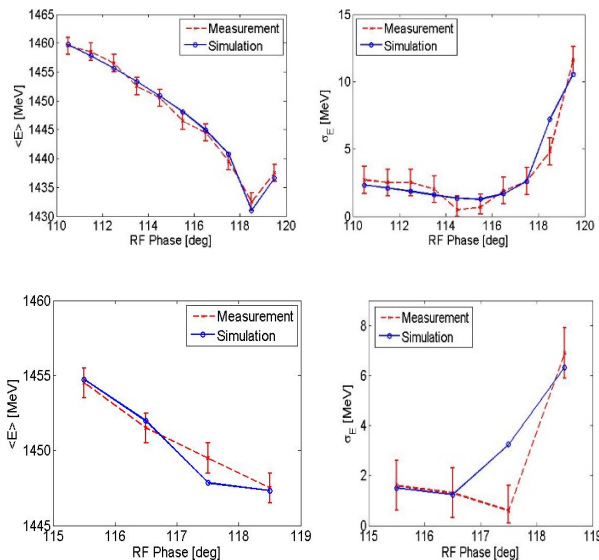 1465
1460
1455
1450
1445
1440
1435
1430
<E> [MeV]
Measurement
Simulation
110 112 114 116 118 120
RF Phase [deg]
15
10
5
0
σE [MeV]
Measurement
Simulation
110 112 114 116 118 120
RF Phase [deg]
1460
1455
1450
1445
<E> [MeV]
Measurement
Simulation
115 116 117 118 119
RF Phase [deg]
8
6
4
2
0
σE [MeV]
Measurement
Simulation
115 116 117 118 119
RF Phase [deg]